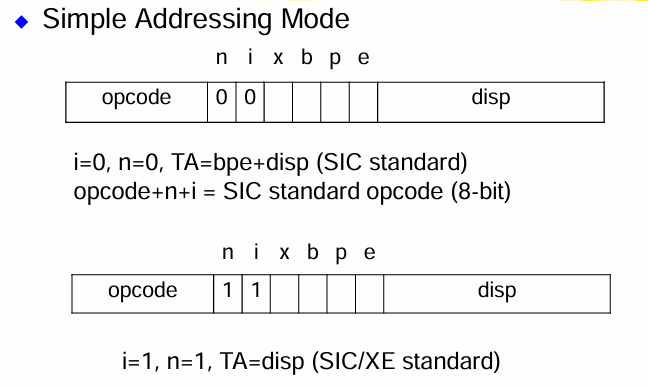 ◆ Simple Addressing Mode
n i x b p e
opcode 0 0 disp
i=0, n=0, TA=bpe+disp (SIC standard)
opcode+n+i = SIC standard opcode (8-bit)
n i x b p e
opcode 1 1 disp
i=1, n=1, TA=disp (SIC/XE standard)